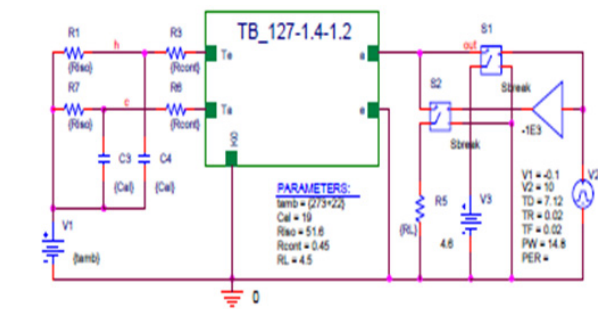 R1
h
R3
{Riso}
{Rcont}
R7
c
R6
{Riso}
{Rcont}
C3
C4
{Cal}
{Cal}
V1
{tamb}
TB_127-1.4-1.2
Te
Ta
a
e
PARAMETERS:
tamb = {273+22}
Cal = 19
Riso = 51.6
Rcont = 0.45
RL = 4.5
0
out
S1
Sbreak
S2
Sbreak
-1E3
R5
{RL}
V3
4.6
V2
V1 = -0.1
V2 = 10
TD = 7.12
TR = 0.02
TF = 0.02
PW = 14.8
PER =